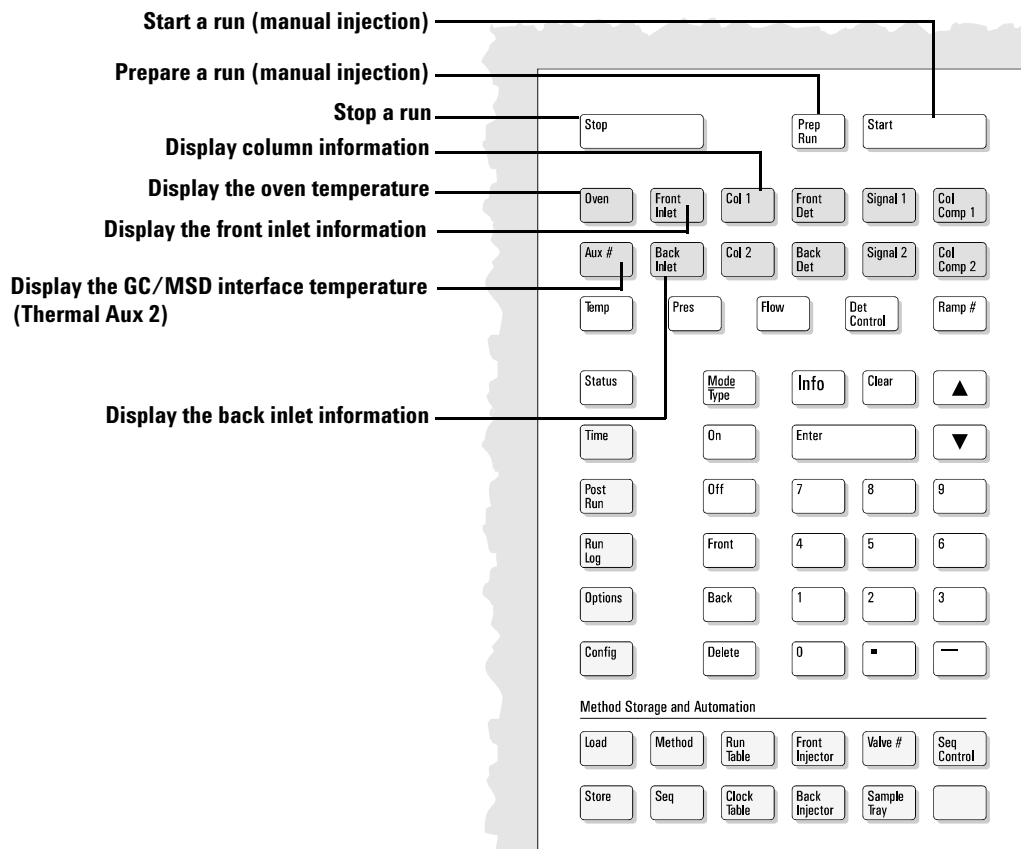 Start a run (manual injection)
Prepare a run (manual injection)
Stop a run
Display column information
Display the oven temperature
Display the front inlet information
Display the GC/MSD interface temperature
(Thermal Aux 2)
Display the back inlet information
Stop
Prep
Run
Start
Oven
Front
Inlet
Col 1
Front
Det
Signal 1
Col
Comp 1
Aux #
Back
Inlet
Col 2
Back
Det
Signal 2
Col
Comp 2
Temp
Pres
Flow
Det
Control
Ramp #
Status
Mode
Type
Info
Clear
▲
Time
On
Enter
▼
Post
Run
Off
7
8
9
Run
Log
Front
4
5
6
Options
Back
1
2
3
Config
Delete
0
.
—
Method Storage and Automation
Load
Method
Run
Table
Front
Injector
Valve #
Seq
Control
Store
Seq
Clock
Table
Back
Injector
Sample
Tray